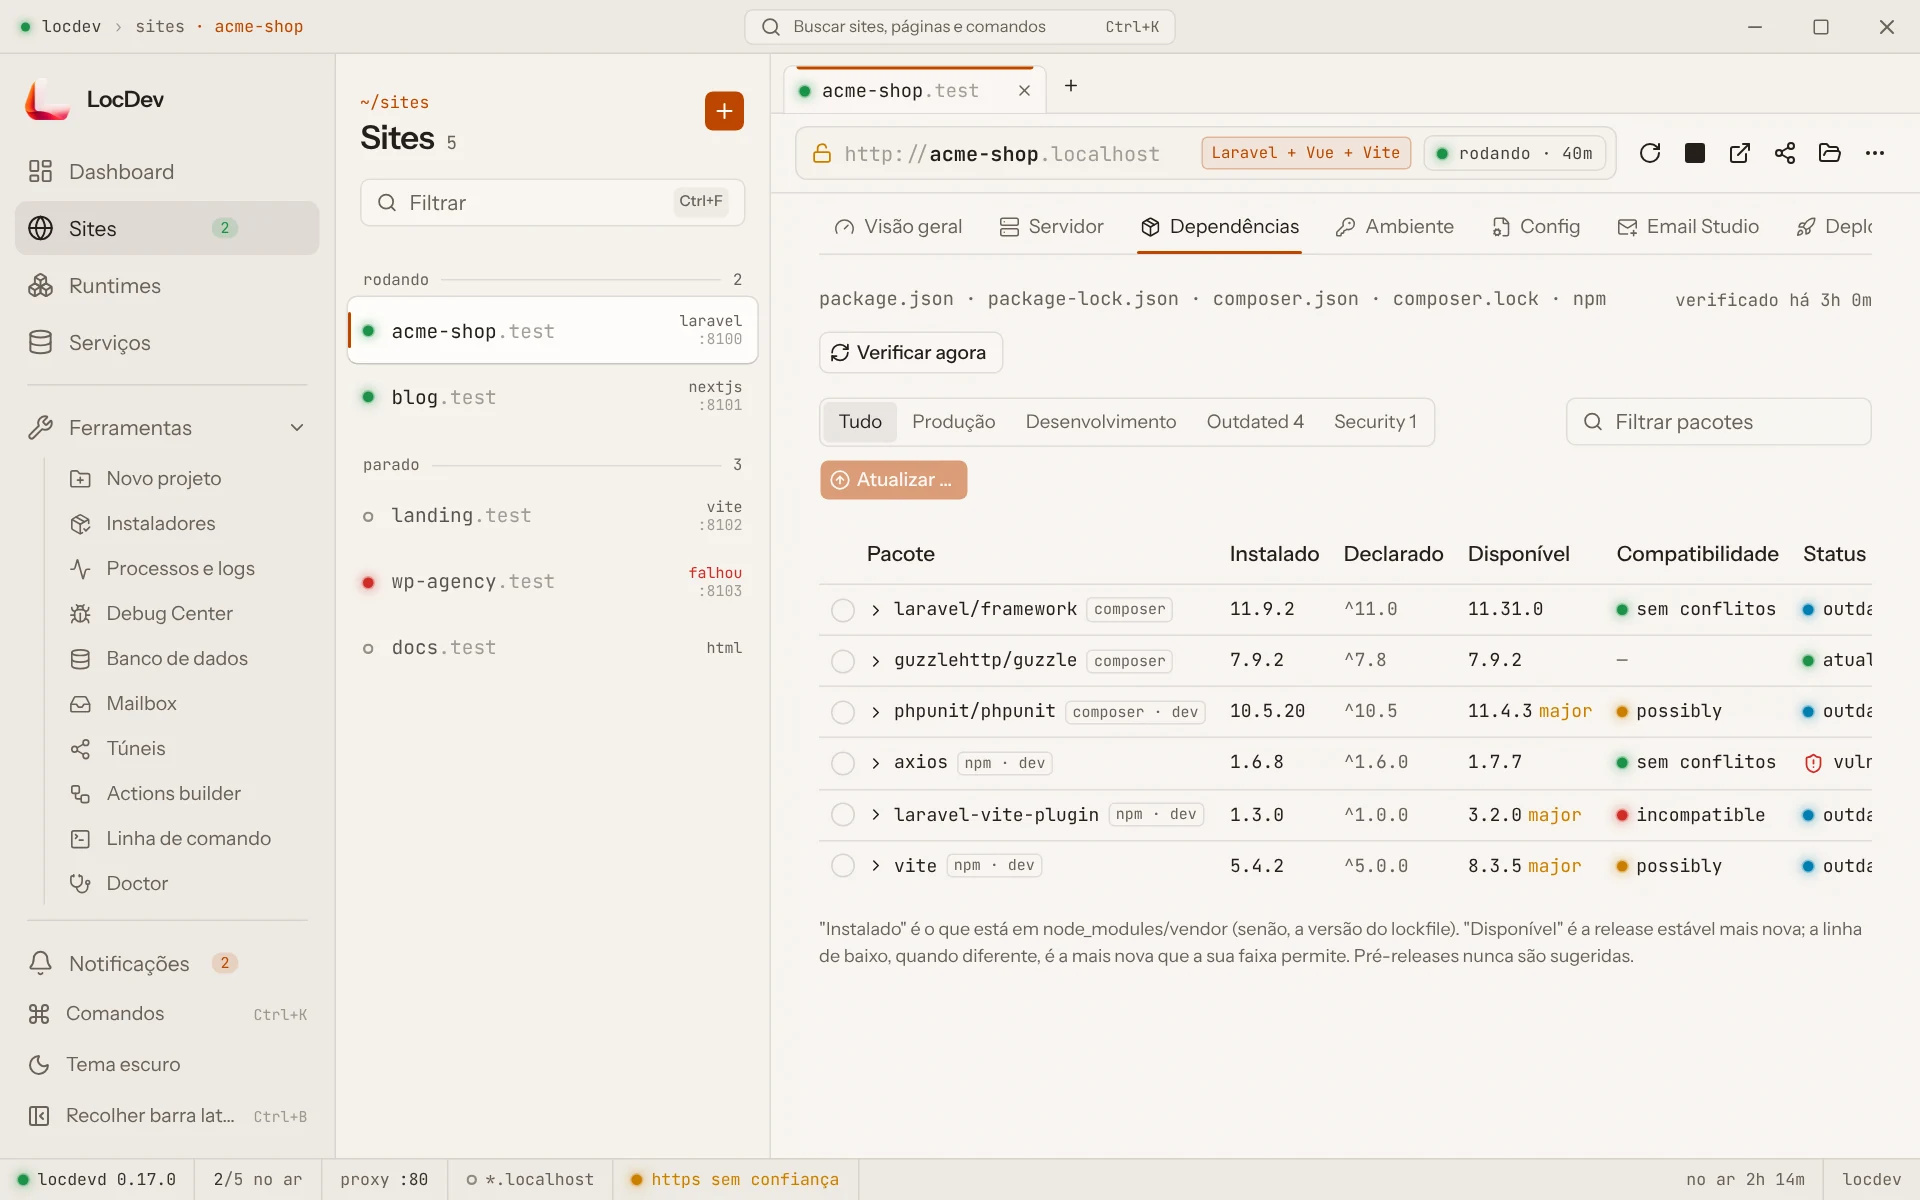 locdev › sites · acme-shop
Buscar sites, páginas e comandos Ctrl+K
LocDev
Dashboard
Sites 2
Runtimes
Serviços
Ferramentas
Novo projeto
Instaladores
Processos e logs
Debug Center
Banco de dados
Mailbox
Túneis
Actions builder
Linha de comando
Doctor
Notificações 2
Comandos Ctrl+K
Tema escuro
Recolher barra lat... Ctrl+B
~/sites
Sites 5
Filtrar Ctrl+F
rodando 2
acme-shop.test laravel :8100
blog.test nextjs :8101
parado 3
landing.test vite :8102
wp-agency.test falhou :8103
docs.test html
acme-shop.test
http://acme-shop.localhost Laravel + Vue + Vite rodando · 40m
Visão geral Servidor Dependências Ambiente Config Email Studio Deplo
package.json · package-lock.json · composer.json · composer.lock · npm verificado há 3h 0m
Verificar agora
Tudo Produção Desenvolvimento Outdated 4 Security 1 Filtrar pacotes
Atualizar ...
Pacote Instalado Declarado Disponível Compatibilidade Status
laravel/framework composer 11.9.2 ^11.0 11.31.0 sem conflitos outda
guzzlehttp/guzzle composer 7.9.2 ^7.8 7.9.2 — atual
phpunit/phpunit composer · dev 10.5.20 ^10.5 11.4.3 major possibly outda
axios npm · dev 1.6.8 ^1.6.0 1.7.7 sem conflitos vuln
laravel-vite-plugin npm · dev 1.3.0 ^1.0.0 3.2.0 major incompatible outda
vite npm · dev 5.4.2 ^5.0.0 8.3.5 major possibly outda
"Instalado" é o que está em node_modules/vendor (senão, a versão do lockfile). "Disponível" é a release estável mais nova; a linha
de baixo, quando diferente, é a mais nova que a sua faixa permite. Pré-releases nunca são sugeridas.
locdevd 0.17.0 2/5 no ar proxy :80 *.localhost https sem confiança no ar 2h 14m locdev